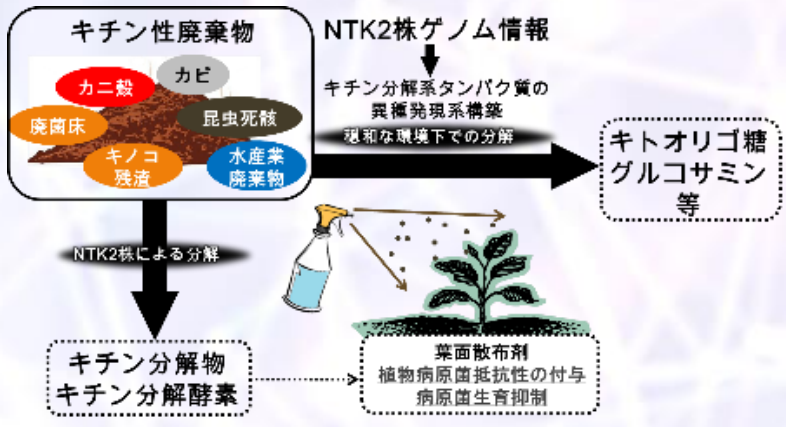 キチン性廃棄物
カニ殻
カビ
廃菌床
昆虫死骸
キノコ
残渣
水産業
廃棄物
NTK2株ゲノム情報
キチン分解系タンパク質の
異種発現系構築
穏和な環境下での分解
キトオリゴ糖
グルコサミン
等
NTK2株による分解
キチン分解物
キチン分解酵素
葉面散布剤
植物病原菌抵抗性の付与
病原菌生育抑制